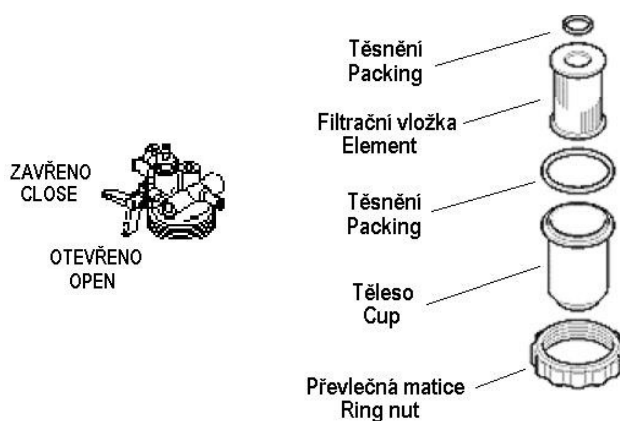 ZAVŘENO
CLOSE
OTEVŘENO
OPEN
Těsnění
Packing
Filtrační vložka
Element
Těsnění
Packing
Těleso
Cup
Převlečná matice
Ring nut